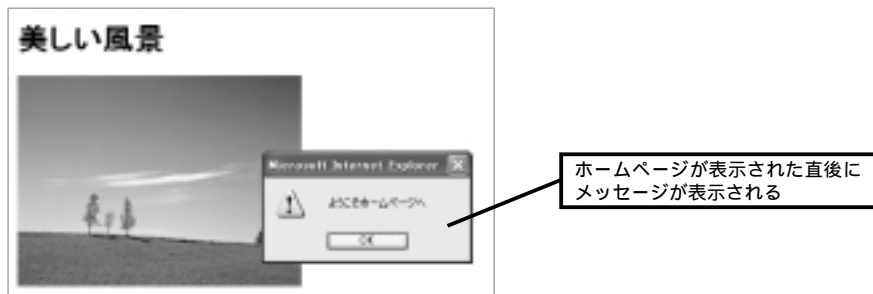 美しい風景
Microsoft Internet Explorer
ようこそホームページへ
OK
ホームページが表示された直後に
メッセージが表示される